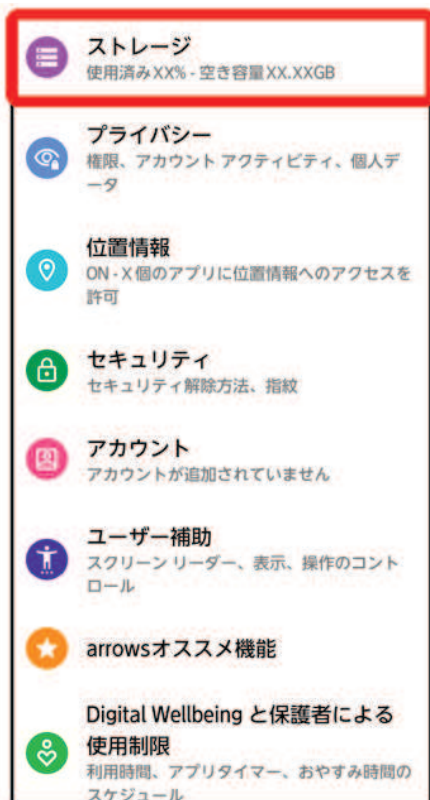 ストレージ
使用済みXX% - 空き容量XX.XXGB
プライバシー
権限、アカウント アクティビティ、個人デ
ータ
位置情報
ON - X 個のアプリに位置情報へのアクセスを
許可
セキュリティ
セキュリティ解除方法、指紋
アカウント
アカウントが追加されていません
ユーザー補助
スクリーン リーダー、表示、操作のコント
ロール
arrowsオススメ機能
Digital Wellbeing と保護者による
使用制限
利用時間、アプリタイマー、おやすみ時間の
スケジュール